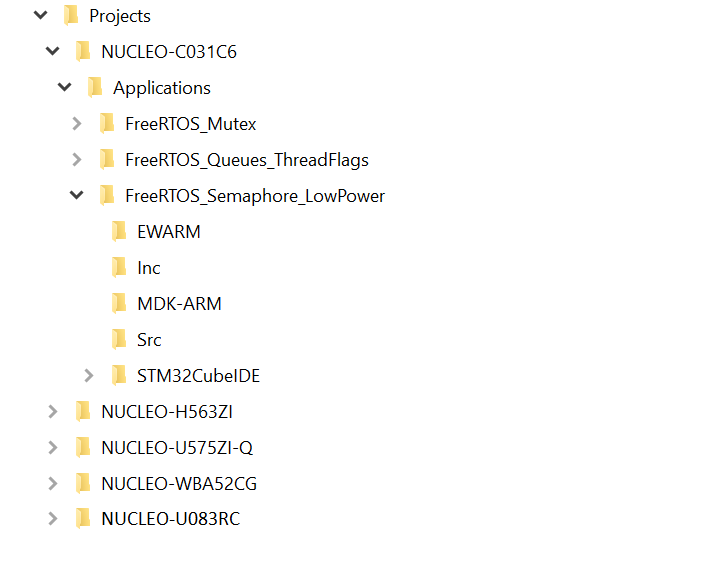 Projects
NUCLEO-C031C6
Applications
FreeRTOS_Mutex
FreeRTOS_Queues_ThreadFlags
FreeRTOS_Semaphore_LowPower
EWARM
Inc
MDK-ARM
Src
STM32CubeIDE
NUCLEO-H563ZI
NUCLEO-U575ZI-Q
NUCLEO-WBA52CG
NUCLEO-U083RC